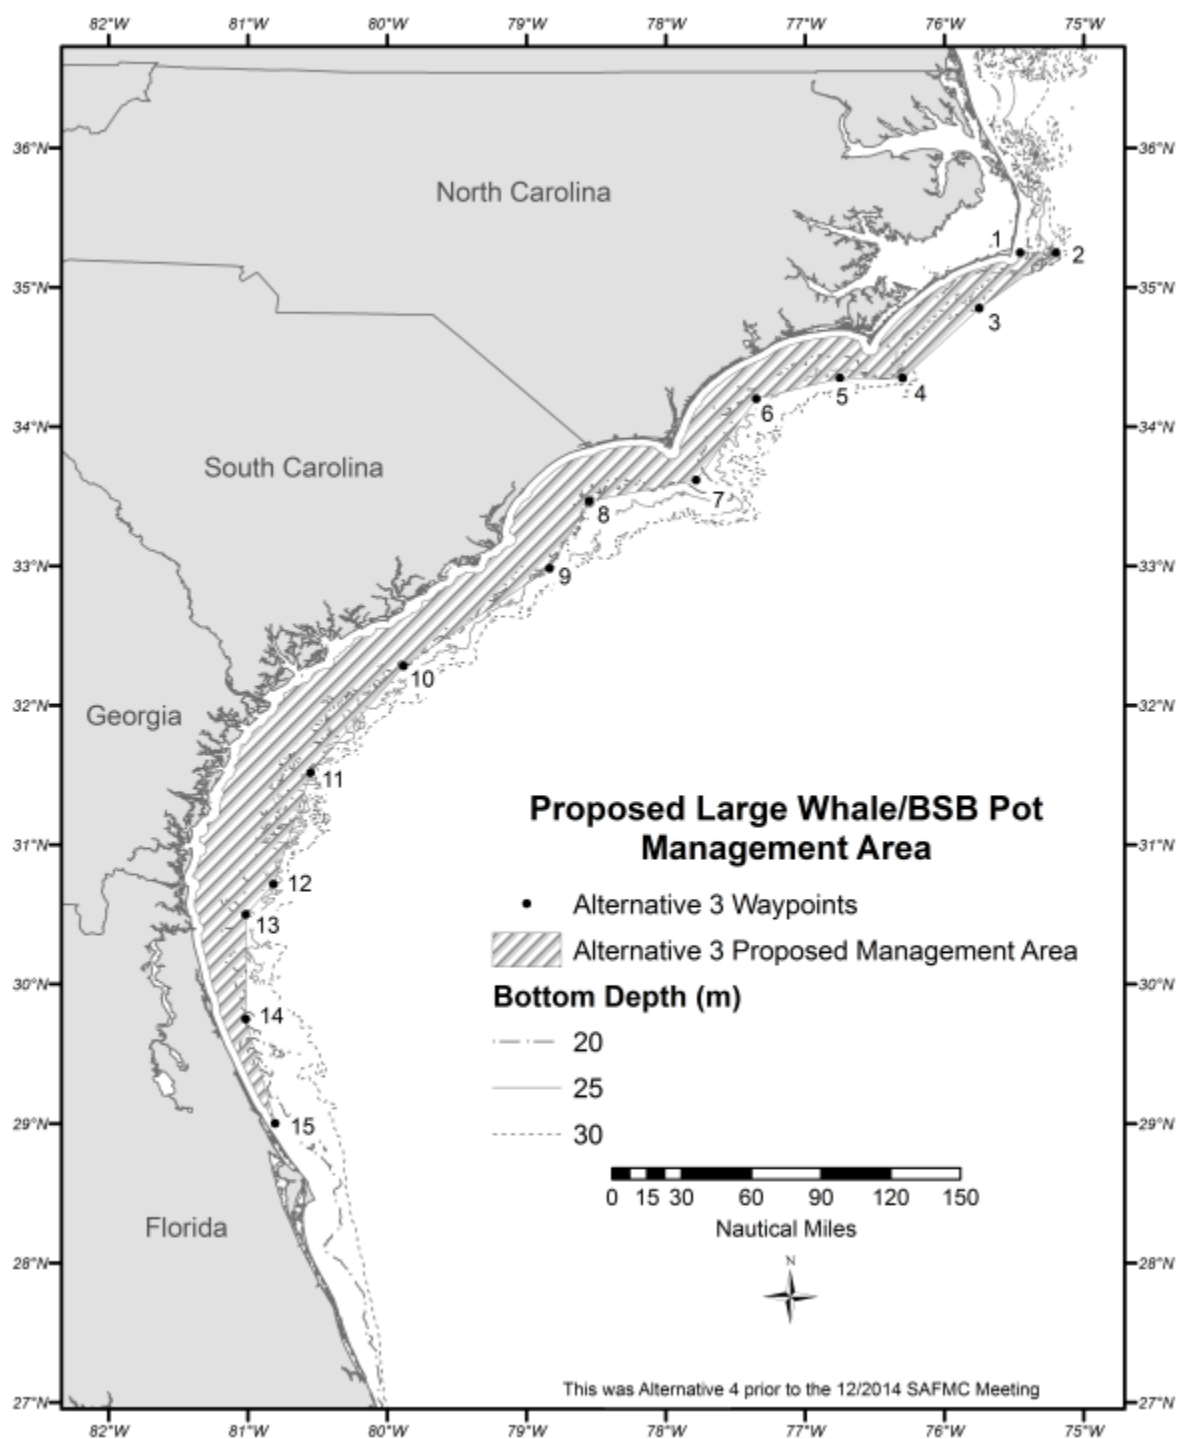 82°W 81°W 80°W 79°W 78°W 77°W 76°W 75°W
36°N 36°N
North Carolina
1
2
35°N 35°N
3
4
5
6
34°N 34°N
South Carolina
7
8
33°N 33°N
9
10
32°N 32°N
Georgia
11
Proposed Large Whale/BSB Pot
Management Area
31°N 31°N
12
Alternative 3 Waypoints
13
Alternative 3 Proposed Management Area
30°N 30°N
Bottom Depth (m)
14
20
25
29°N 29°N
15
30
0 15 30 60 90 120 150
Nautical Miles
Florida
N
28°N 28°N
This was Alternative 4 prior to the 12/2014 SAFMC Meeting
27°N 27°N
82°W 81°W 80°W 79°W 78°W 77°W 76°W 75°W